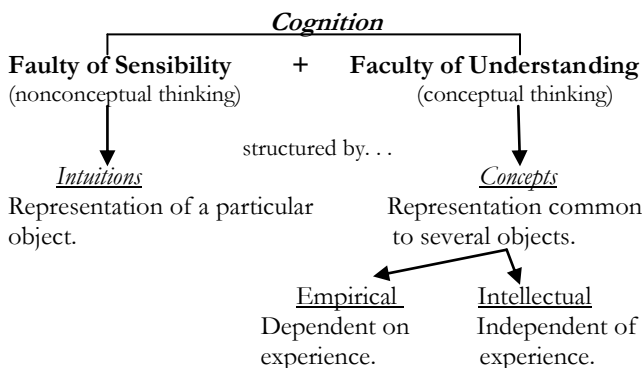 Cognition
Faulty of Sensibility + Faculty of Understanding
(nonconceptual thinking) (conceptual thinking)
structured by. . .
Intuitions Concepts
Representation of a particular Representation common
object. to several objects.
Empirical Intellectual
Dependent on Independent of
experience. experience.